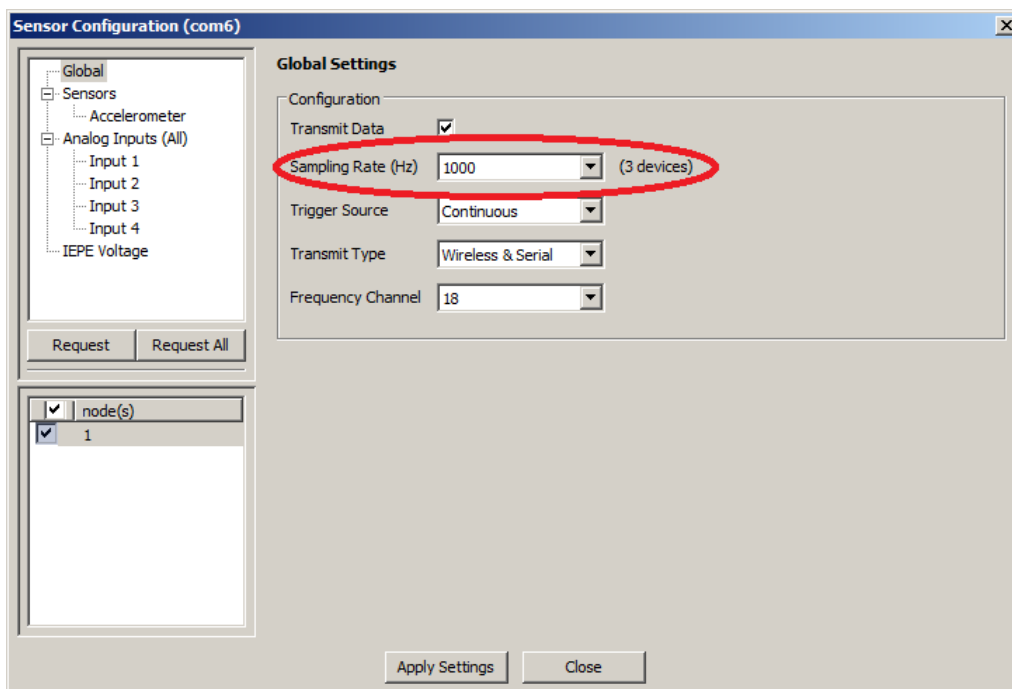 Sensor Configuration (com6)
Global
Sensors
Accelerometer
Analog Inputs (All)
Input 1
Input 2
Input 3
Input 4
IEPE Voltage
Request
Request All
node(s)
1
Global Settings
Configuration
Transmit Data
Sampling Rate (Hz) 1000 (3 devices)
Trigger Source Continuous
Transmit Type Wireless & Serial
Frequency Channel 18
Apply Settings
Close